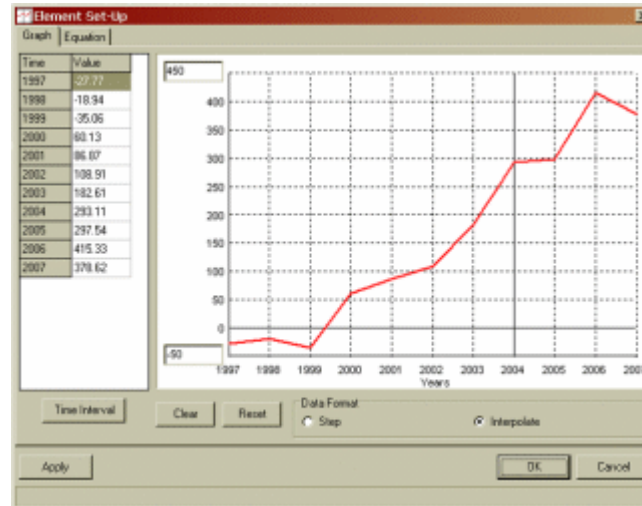 Element Set-Up
Graph Equation
Time Value
1997 -27.77
1998 -18.94
1999 -35.06
2000 60.13
2001 86.87
2002 108.91
2003 182.61
2004 293.11
2005 297.54
2006 415.33
2007 378.62
450
400
350
300
250
200
150
100
50
0
-50
1997 1998 1999 2000 2001 2002 2003 2004 2005 2006 200
Years
Time Interval
Clear
Reset
Data Format
Step
Interpolate
Apply
OK
Cancel